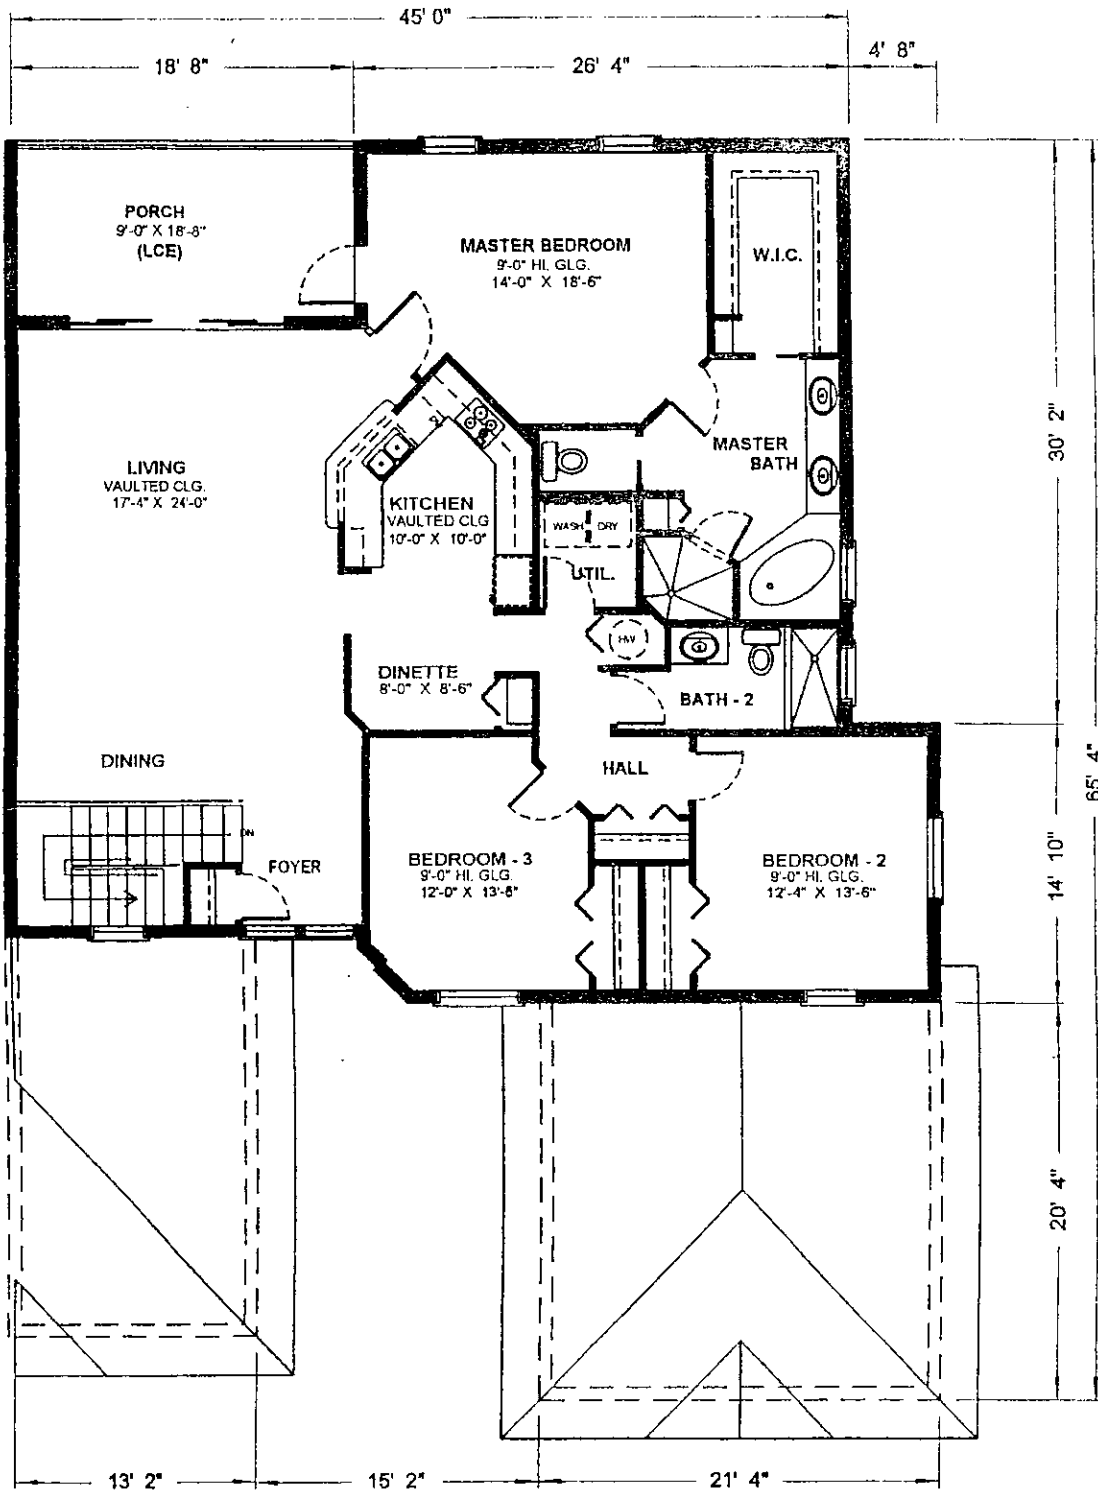 45' 0"
18' 8"
26' 4"
4' 8"
PORCH
9'-0" X 18'-8"
(LCE)
MASTER BEDROOM
9'-0" HI. GLG.
14'-0" X 18'-6"
W.I.C.
30' 2"
MASTER
BATH
LIVING
VAULTED CLG.
17'-4" X 24'-0"
KITCHEN
VAULTED CLG
10'-0" X 10'-0"
WASH
DRY
UTIL.
HW
DINETTE
8'-0" X 8'-6"
BATH - 2
DINING
HALL
65' 4"
DN
FOYER
BEDROOM - 3
9'-0" HI. GLG.
12'-0" X 13'-6"
BEDROOM - 2
9'-0" HI. GLG.
12'-4" X 13'-6"
14' 10"
20' 4"
13' 2"
15' 2"
21' 4"